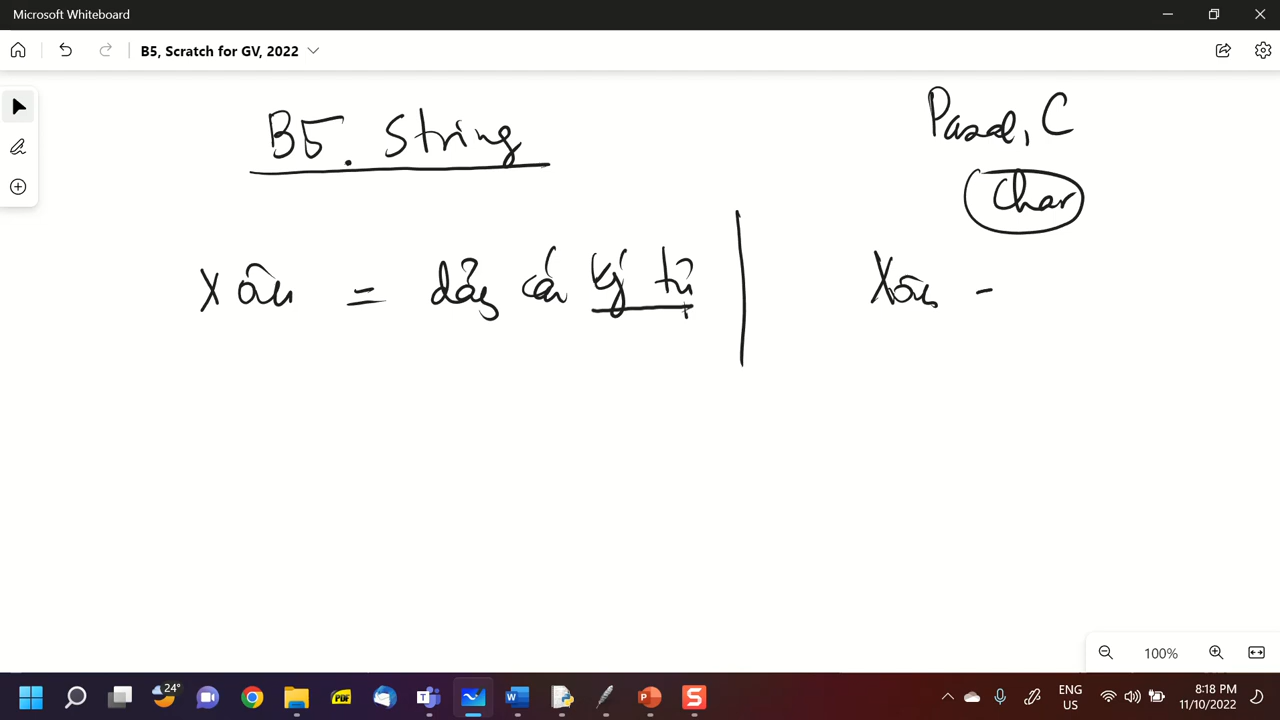 Microsoft Whiteboard
B5, Scratch for GV, 2022
B5. String
Pascal, C
Char
Xâu = dãy các ký tự
Xâu -
100%
24°
ENG
US
8:18 PM
11/10/2022